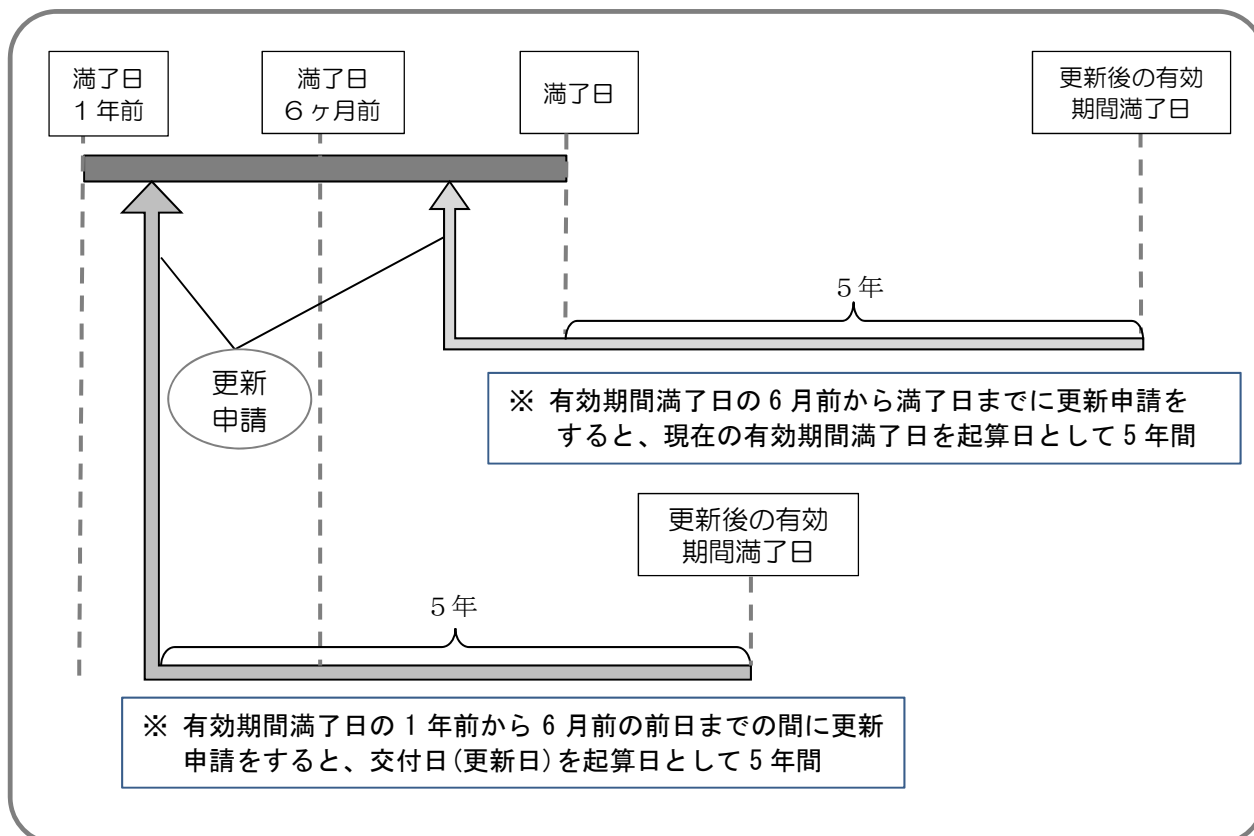 満了日
1年前
満了日
6ヶ月前
満了日
更新後の有効
期間満了日
5年
更新
申請
※ 有効期間満了日の6月前から満了日までに更新申請を
すると、現在の有効期間満了日を起算日として5年間
更新後の有効
期間満了日
5年
※ 有効期間満了日の1年前から6月前の前日までの間に更新
申請をすると、交付日(更新日)を起算日として5年間